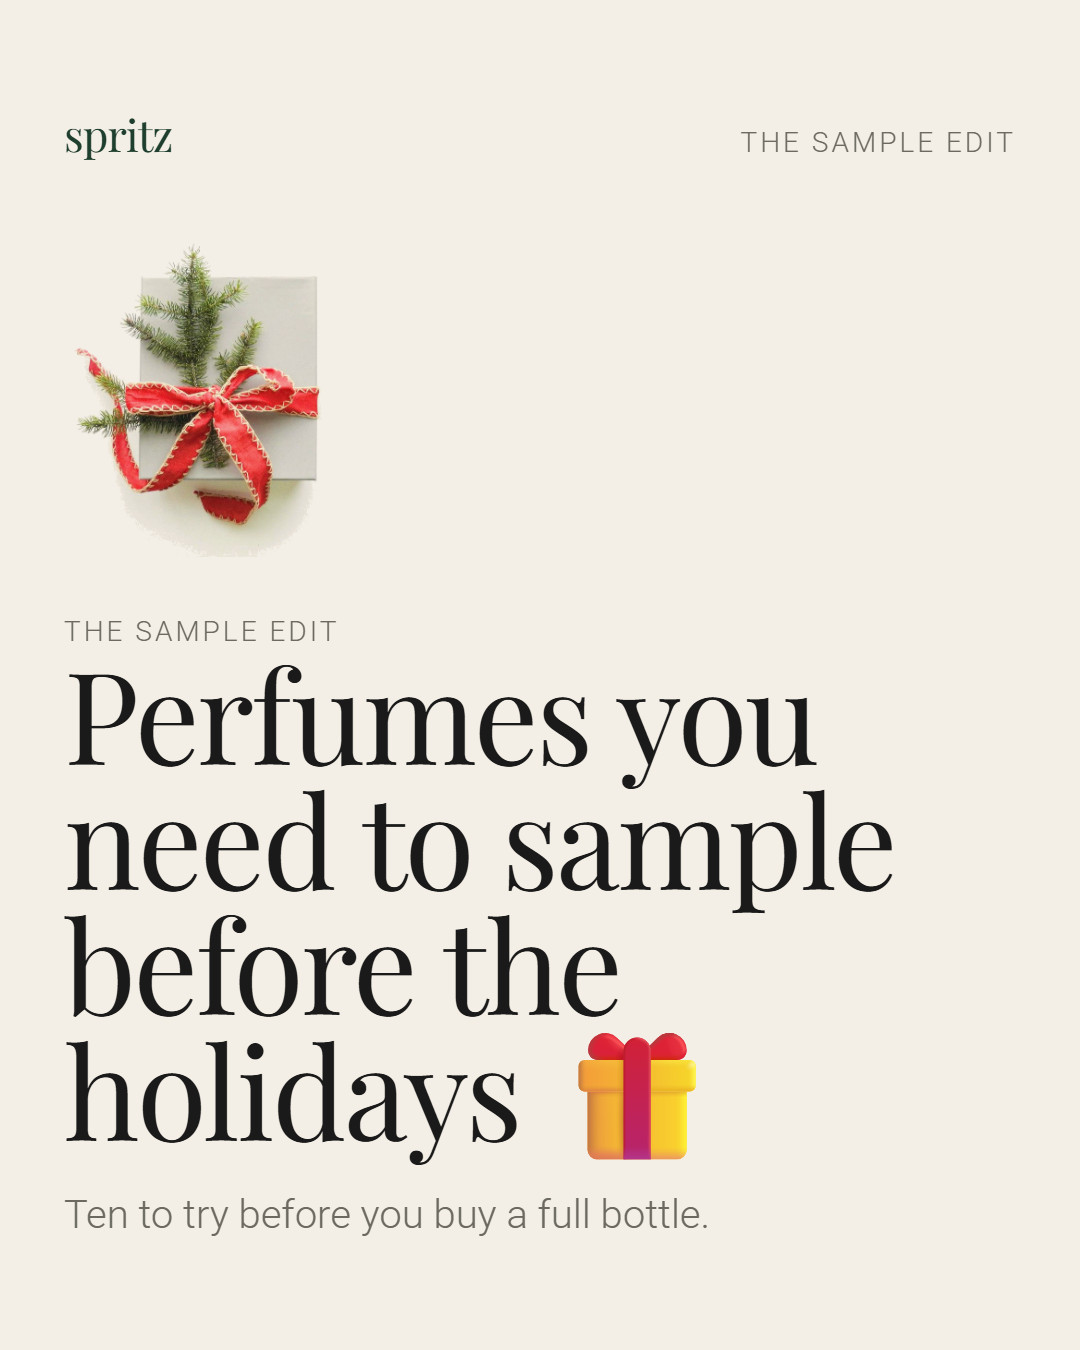 spritz
THE SAMPLE EDIT
THE SAMPLE EDIT
Perfumes you
need to sample
before the
holidays 🎁
Ten to try before you buy a full bottle.